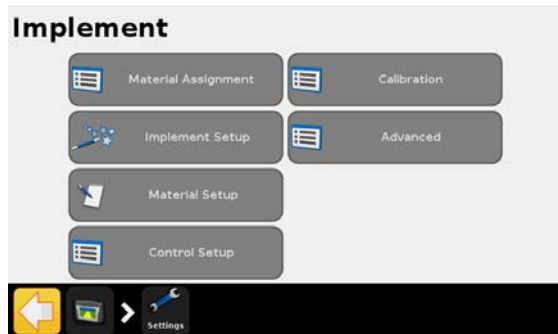 Implement
Material Assignment
Calibration
Implement Setup
Advanced
Material Setup
Control Setup
Settings